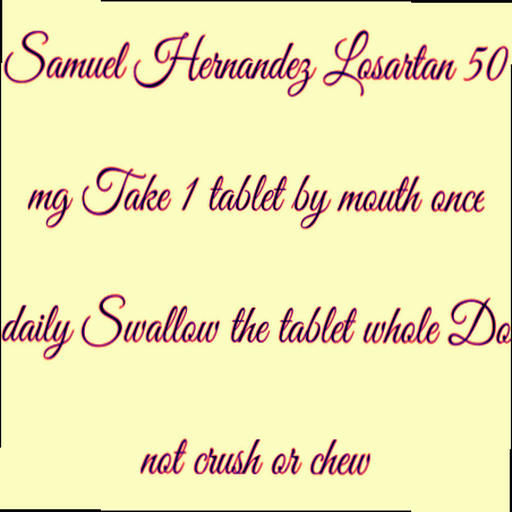 Samuel Hernandez Losartan 50
mg Take 1 tablet by mouth once
daily Swallow the tablet whole Do
not crush or chew